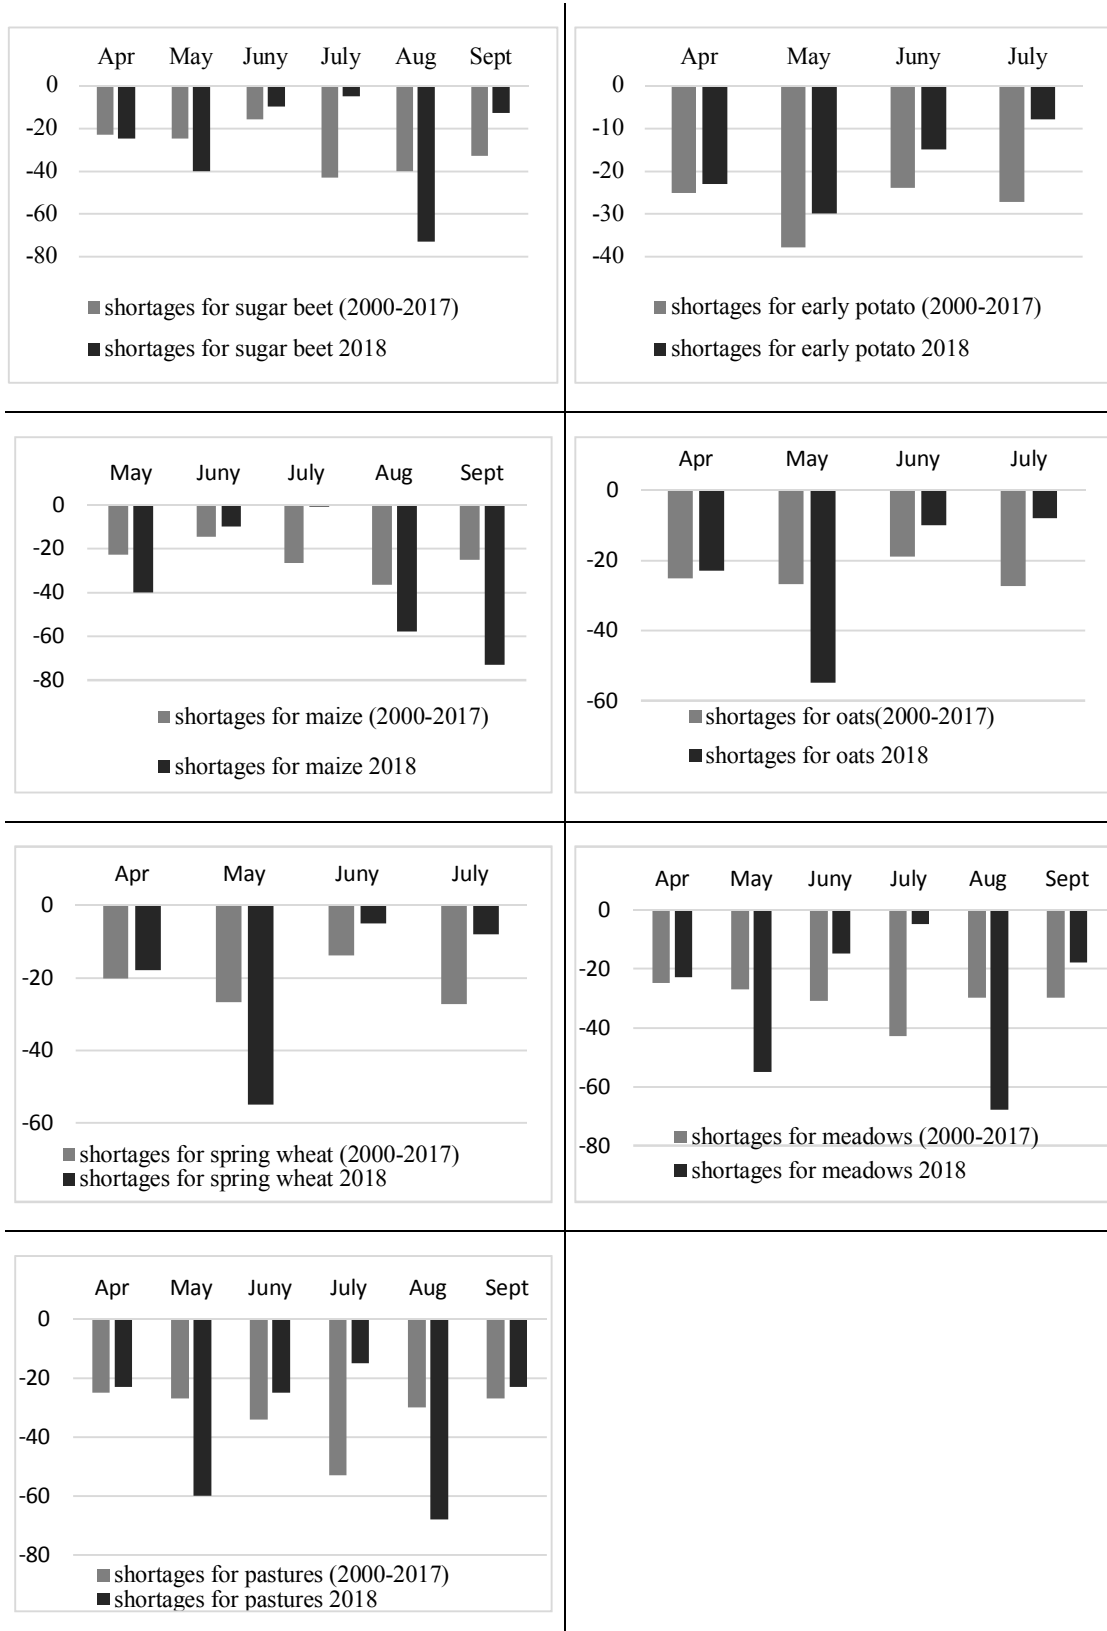 Apr May Juny July Aug Sept
0
-20
-40
-60
-80
shortages for sugar beet (2000-2017)
shortages for sugar beet 2018
Apr May Juny July
0
-10
-20
-30
-40
shortages for early potato (2000-2017)
shortages for early potato 2018
May Juny July Aug Sept
0
-20
-40
-60
-80
shortages for maize (2000-2017)
shortages for maize 2018
Apr May Juny July
0
-20
-40
-60
shortages for oats(2000-2017)
shortages for oats 2018
Apr May Juny July
0
-20
-40
-60
shortages for spring wheat (2000-2017)
shortages for spring wheat 2018
Apr May Juny July Aug Sept
0
-20
-40
-60
-80
shortages for meadows (2000-2017)
shortages for meadows 2018
Apr May Juny July Aug Sept
0
-20
-40
-60
-80
shortages for pastures (2000-2017)
shortages for pastures 2018